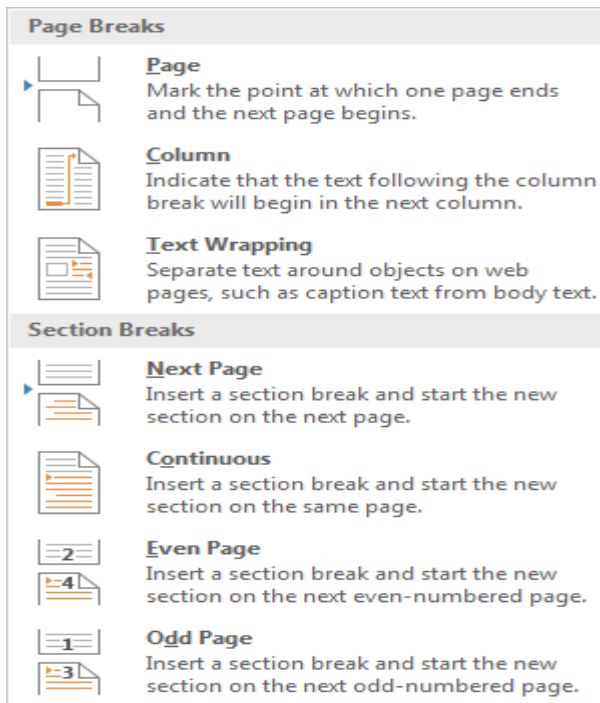 Page Breaks
Page
Mark the point at which one page ends
and the next page begins.
Column
Indicate that the text following the column
break will begin in the next column.
Text Wrapping
Separate text around objects on web
pages, such as caption text from body text.
Section Breaks
Next Page
Insert a section break and start the new
section on the next page.
Continuous
Insert a section break and start the new
section on the same page.
2
4
Even Page
Insert a section break and start the new
section on the next even-numbered page.
1
3
Odd Page
Insert a section break and start the new
section on the next odd-numbered page.